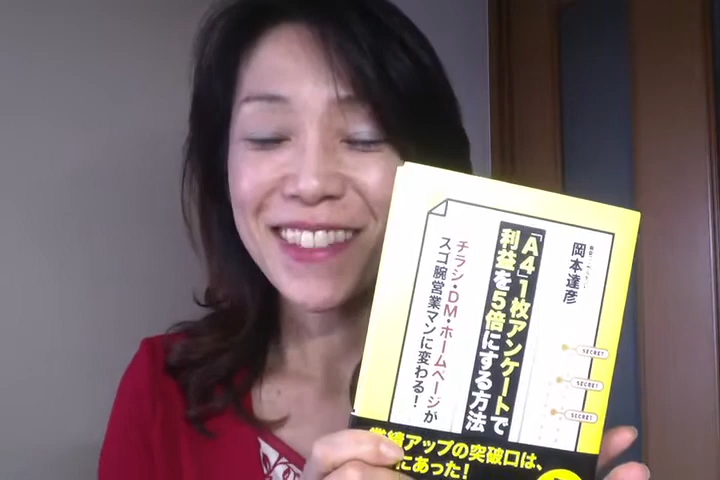 岡本達彦
「A4」1枚アンケートで
利益を5倍にする方法
チラシ・DM・ホームページが
スゴ腕営業マンに変わる!
SECRET
SECRET
SECRET
業績アップの突破口は、
にあった!